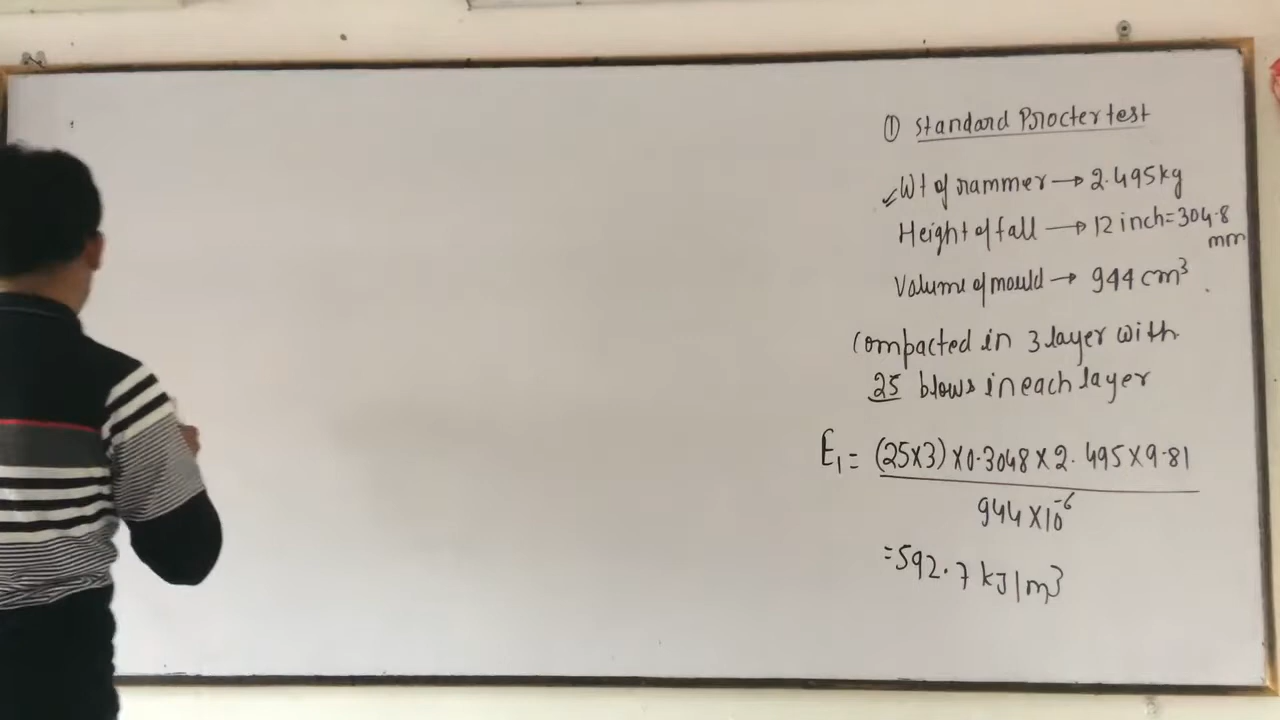 ① Standard Procter test
✓Wt of rammer → 2.495kg
Height of fall → 12 inch = 304.8
mm
Volume of mould → 944 cm³
Compacted in 3 layer with
25 blows in each layer
E₁ = (25×3)×0.3048×2.495×9.81
944×10⁻⁶
=592.7 kJ/m³